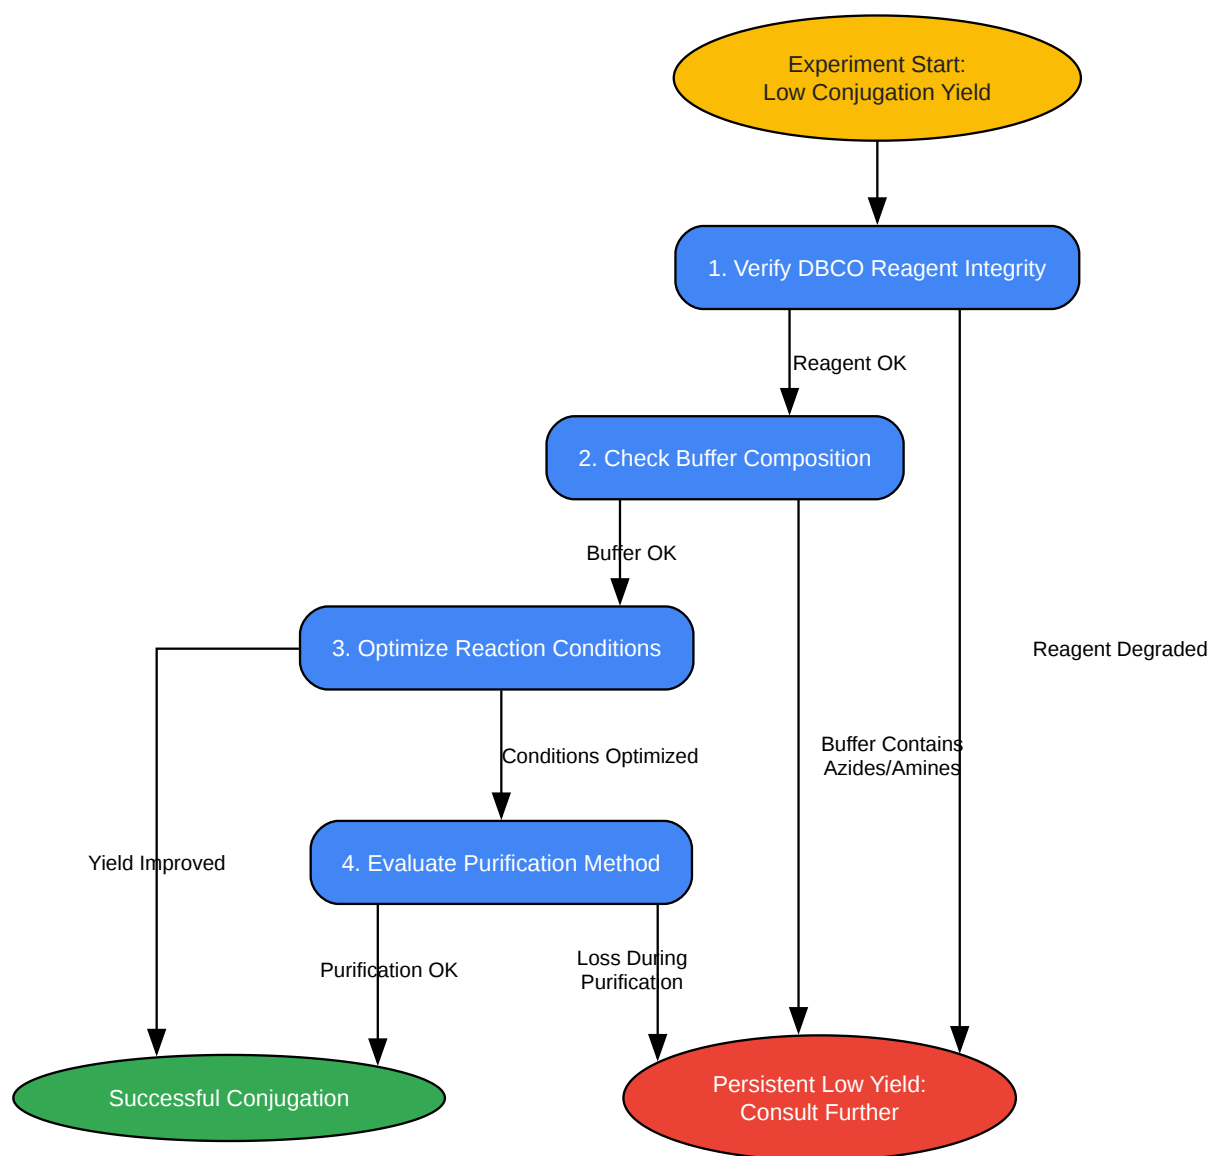 Experiment Start:
Low Conjugation Yield
1. Verify DBCO Reagent Integrity
Reagent OK
2. Check Buffer Composition
Buffer OK
3. Optimize Reaction Conditions
Reagent Degraded
Buffer Contains
Azides/Amines
Conditions Optimized
Yield Improved
4. Evaluate Purification Method
Purification OK
Loss During
Purification
Successful Conjugation
Persistent Low Yield:
Consult Further